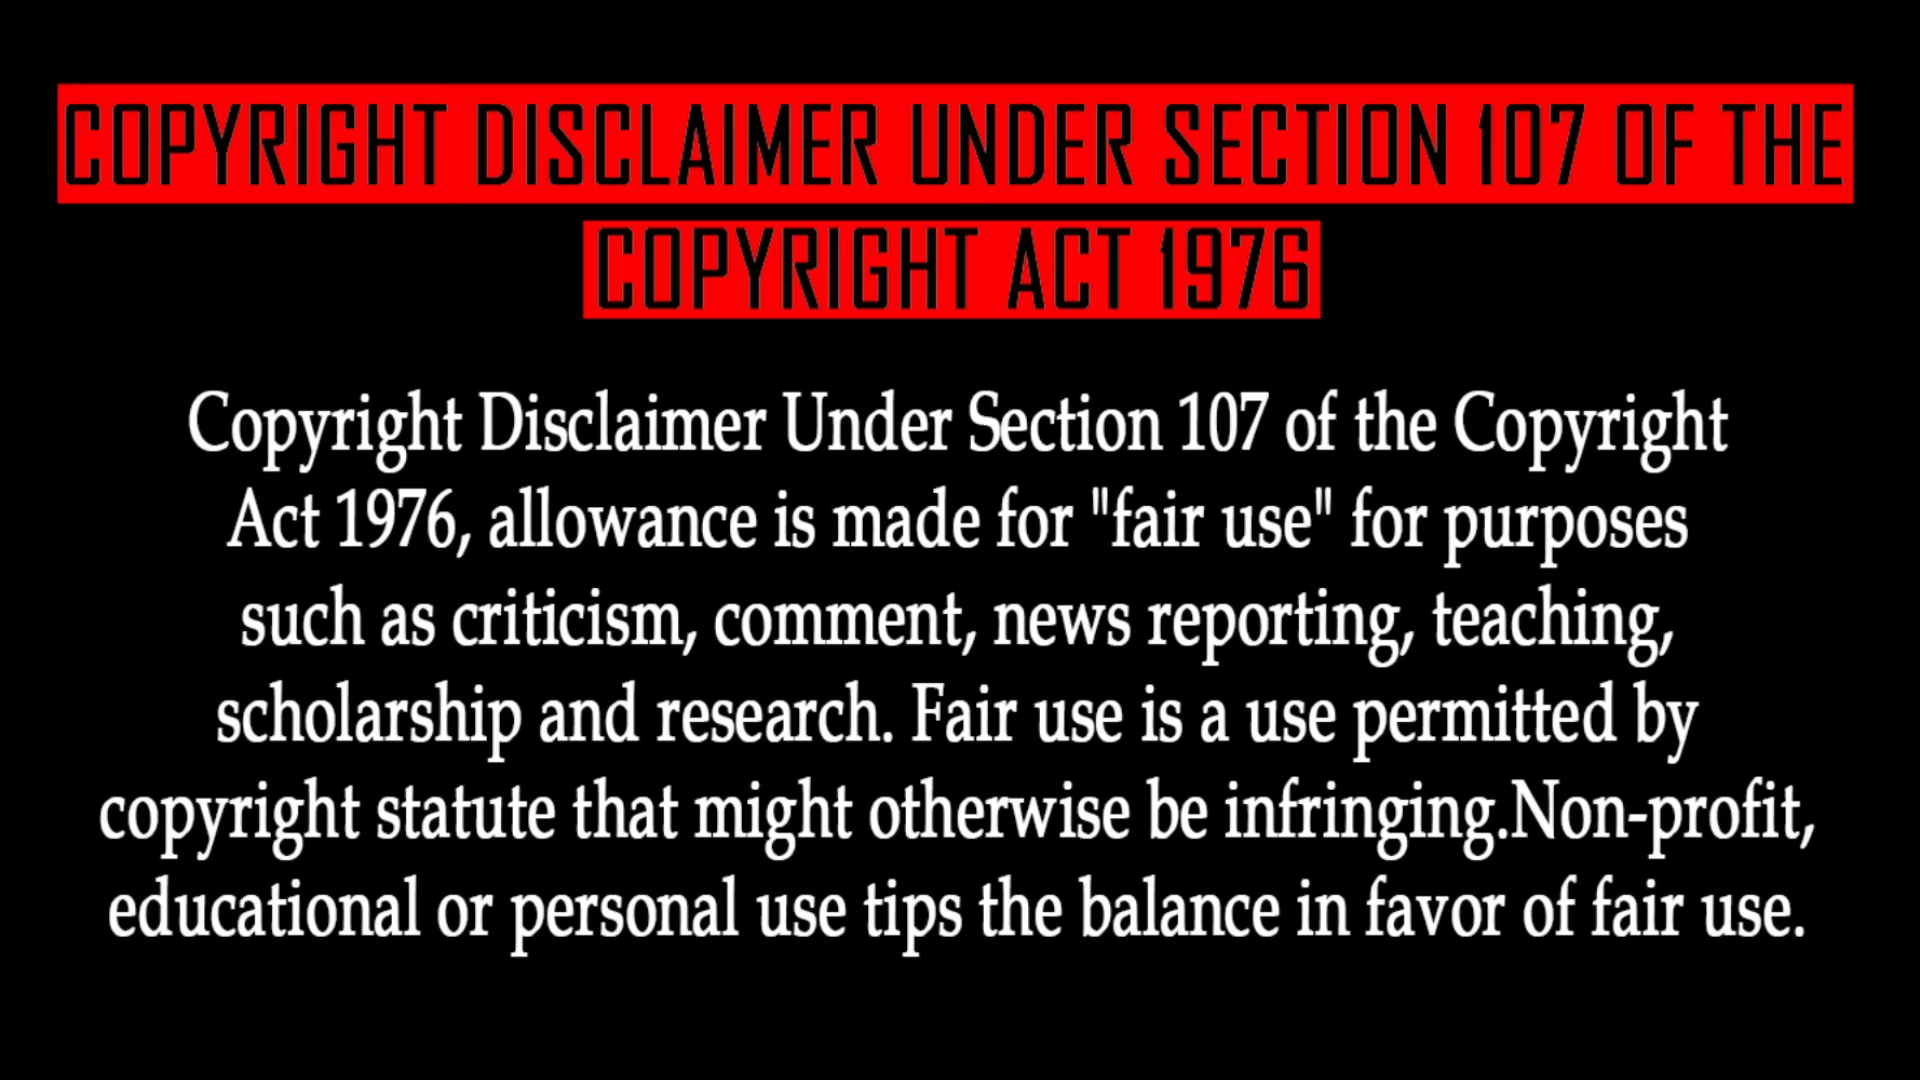 COPYRIGHT DISCLAIMER UNDER SECTION 107 OF THE
COPYRIGHT ACT 1976
Copyright Disclaimer Under Section 107 of the Copyright
Act 1976, allowance is made for "fair use" for purposes
such as criticism, comment, news reporting, teaching,
scholarship and research. Fair use is a use permitted by
copyright statute that might otherwise be infringing.Non-profit,
educational or personal use tips the balance in favor of fair use.